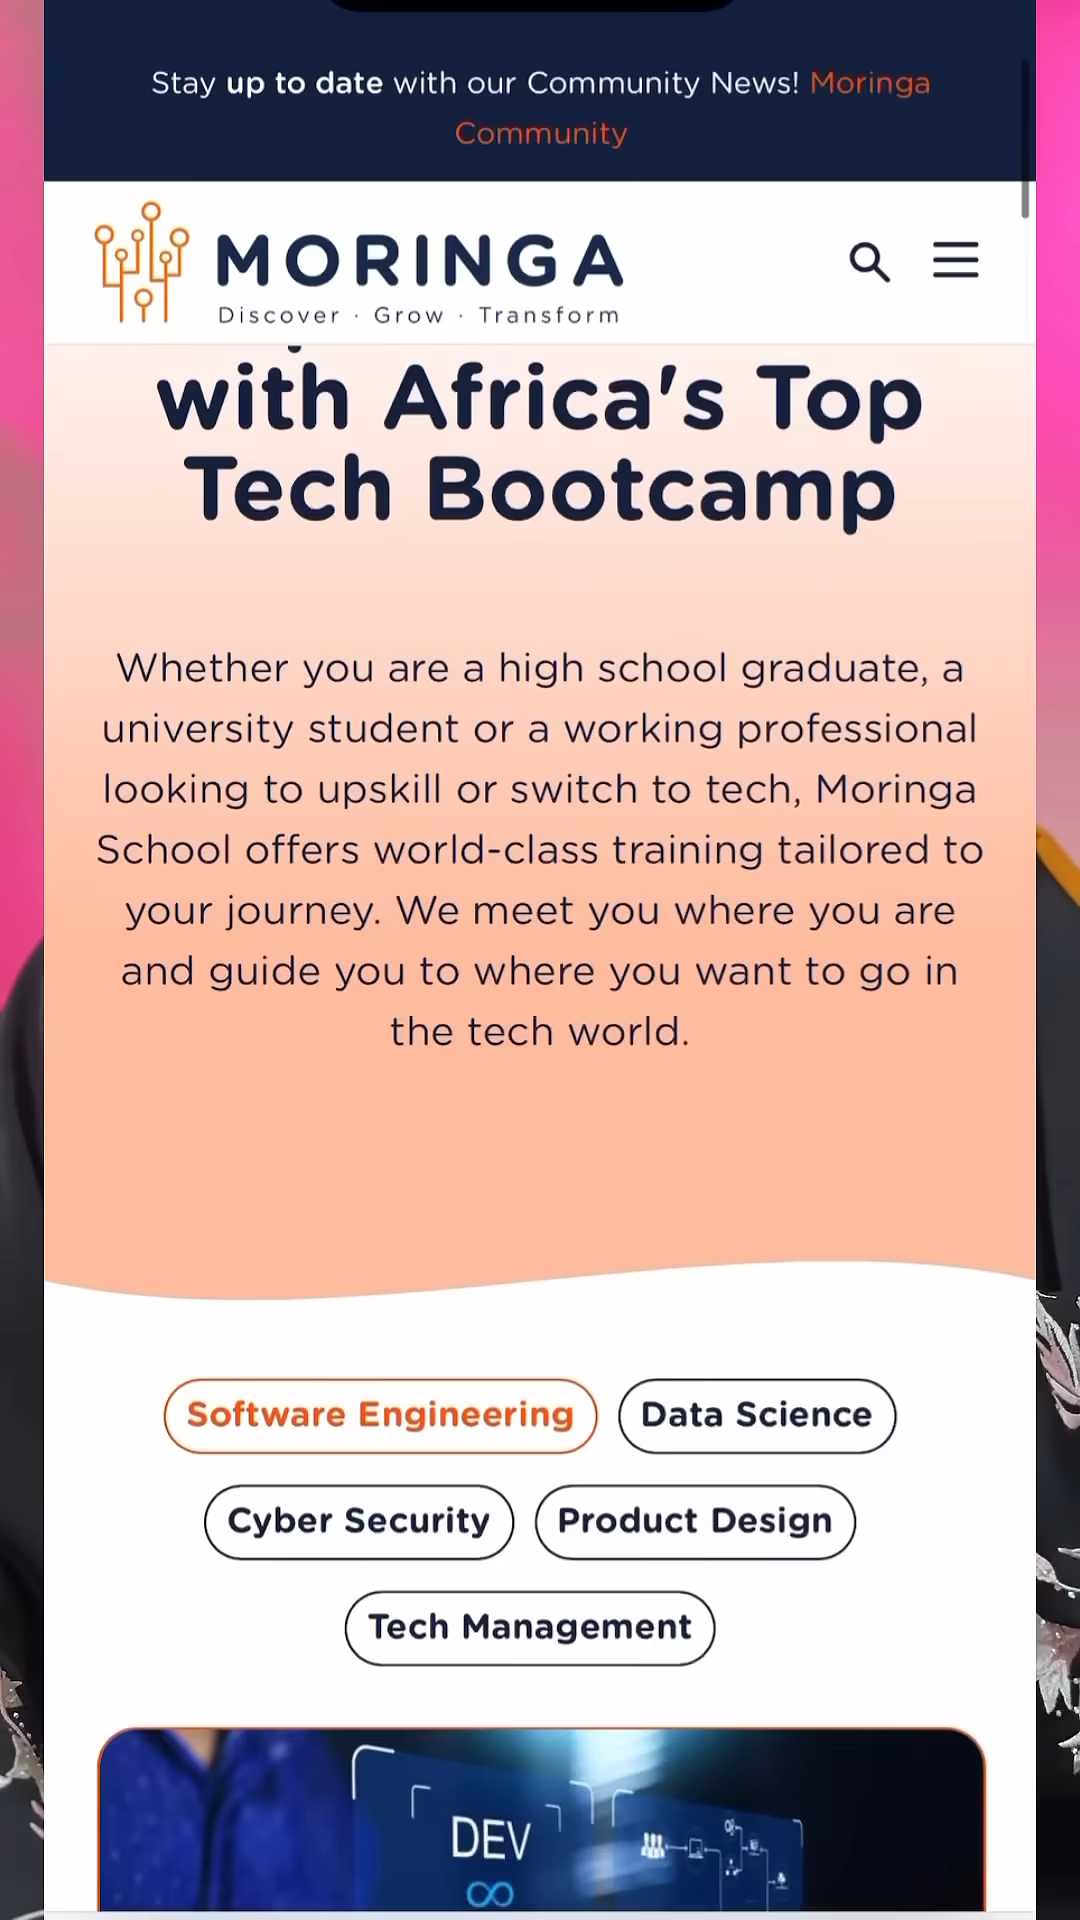 Stay up to date with our Community News! Moringa
Community
MORINGA
Discover · Grow · Transform
with Africa's Top
Tech Bootcamp
Whether you are a high school graduate, a
university student or a working professional
looking to upskill or switch to tech, Moringa
School offers world-class training tailored to
your journey. We meet you where you are
and guide you to where you want to go in
the tech world.
Software Engineering
Data Science
Cyber Security
Product Design
Tech Management
DEV